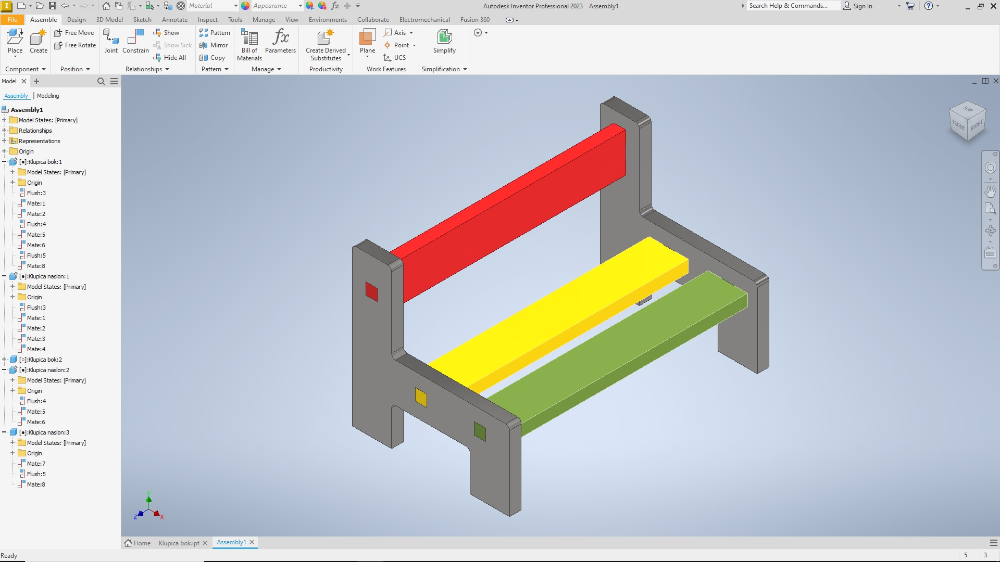 Material
Appearance
Autodesk Inventor Professional 2023 Assembly1
Search Help & Commands...
Sign In
File
Assemble
Design
3D Model
Sketch
Annotate
Inspect
Tools
Manage
View
Environments
Collaborate
Electromechanical
Fusion 360
Place
Create
Free Move
Free Rotate
Joint
Constrain
Show
Show Sick
Hide All
Pattern
Mirror
Copy
Bill of
Materials
fx
Parameters
Create Derived
Substitutes
Plane
Axis
Point
UCS
Simplify
Component
Position
Relationships
Pattern
Manage
Productivity
Work Features
Simplification
Model
Assembly | Modeling
Assembly1
Model States: [Primary]
Relationships
Representations
Origin
[●]:Klupica bok:1
Model States: [Primary]
Origin
Flush:3
Mate:1
Mate:2
Flush:4
Mate:5
Mate:6
Flush:5
Mate:8
[●]:Klupica naslon:1
Model States: [Primary]
Origin
Flush:3
Mate:1
Mate:2
Mate:3
Mate:4
[○]:Klupica bok:2
[●]:Klupica naslon:2
Model States: [Primary]
Origin
Flush:4
Mate:5
Mate:6
[●]:Klupica naslon:3
Model States: [Primary]
Origin
Mate:7
Flush:5
Mate:8
TOP
FRONT
RIGHT
Y
Z
X
Home
Klupica bok.ipt
Assembly1
Ready
5
3